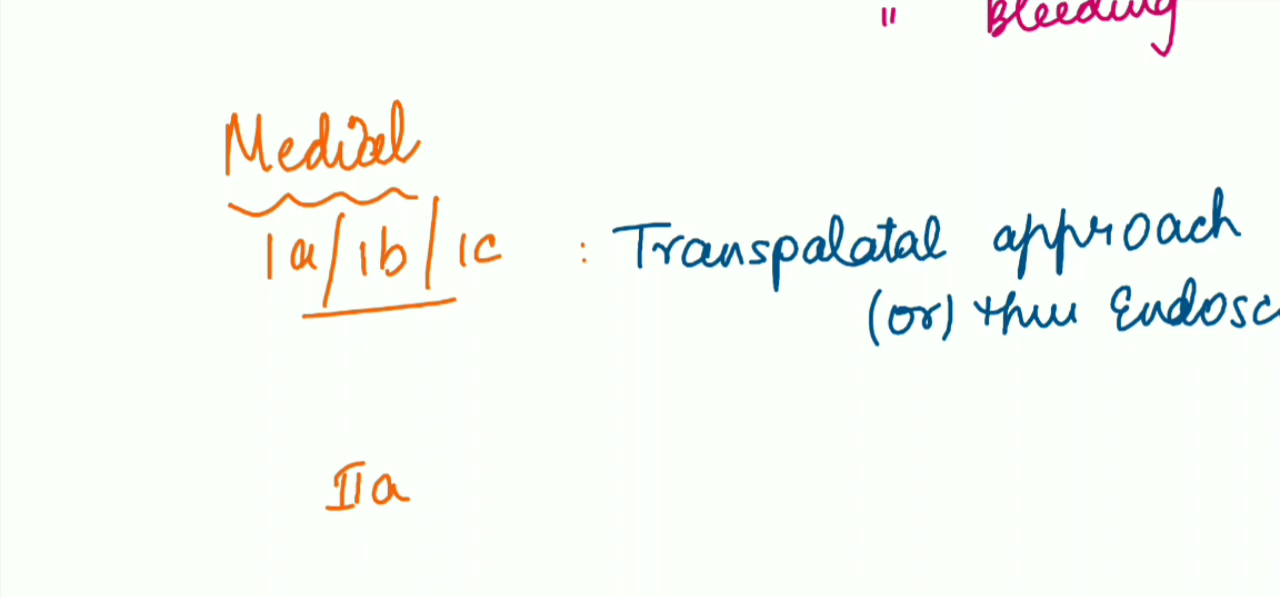 " Bleeding
Medial
1a/1b/1c : Transpalatal approach
(or) thru Endosc
IIa